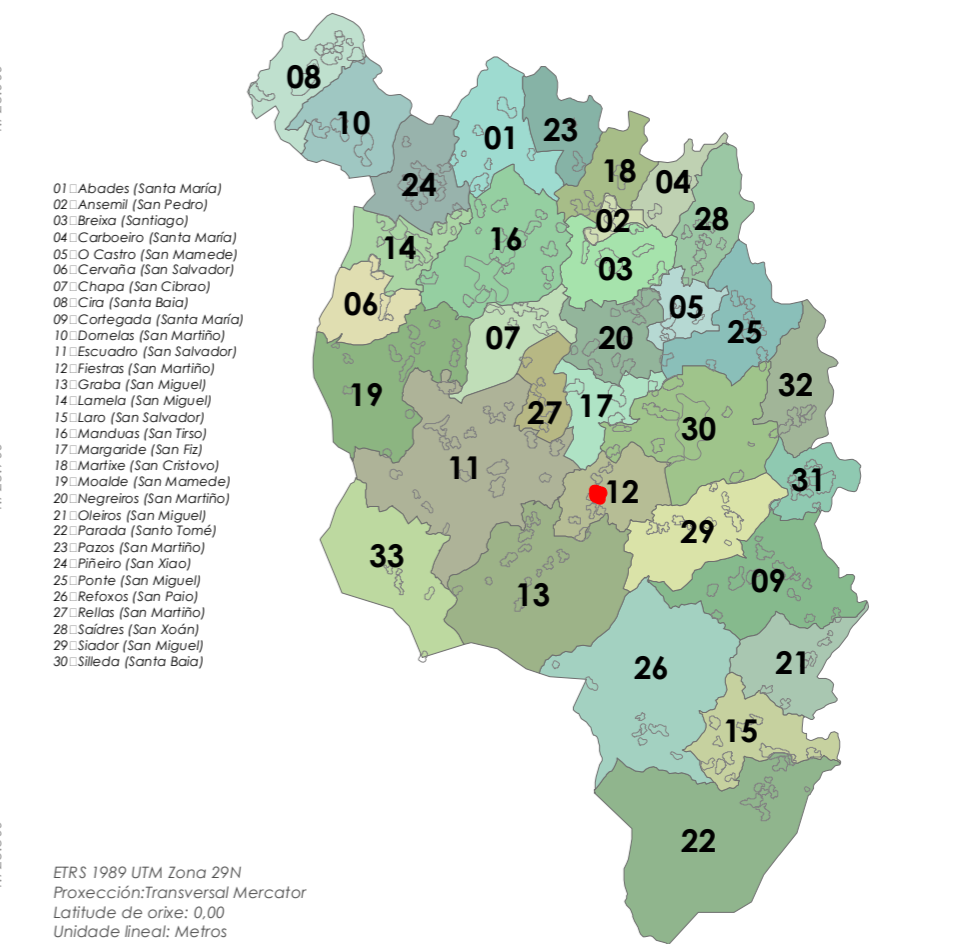 08
10
01
23
18
04
24
02
28
16
14
03
06
05
25
07
20
32
19
27
17
30
11
31
12
29
33
13
09
26
21
15
22
01 Abades (Santa María)
02 Ansemil (San Pedro)
03 Breixa (Santiago)
04 Carboeiro (Santa María)
05 O Castro (San Mamede)
06 Cervaña (San Salvador)
07 Chapa (San Cibrao)
08 Cira (Santa Baia)
09 Cortegada (Santa María)
10 Dornelas (San Martiño)
11 Escuadro (San Salvador)
12 Fiestras (San Martiño)
13 Graba (San Miguel)
14 Lamela (San Miguel)
15 Laro (San Salvador)
16 Manduas (San Tirso)
17 Margaride (San Fiz)
18 Martixe (San Cristovo)
19 Moalde (San Mamede)
20 Negreiros (San Martiño)
21 Oleiros (San Miguel)
22 Parada (Santo Tomé)
23 Pazos (San Martiño)
24 Piñeiro (San Xiao)
25 Ponte (San Miguel)
26 Refoxos (San Paio)
27 Rellas (San Martiño)
28 Saídres (San Xoán)
29 Siador (San Miguel)
30 Silleda (Santa Baia)
ETRS 1989 UTM Zona 29N
Proxección:Transversal Mercator
Latitude de orixe: 0,00
Unidade lineal: Metros